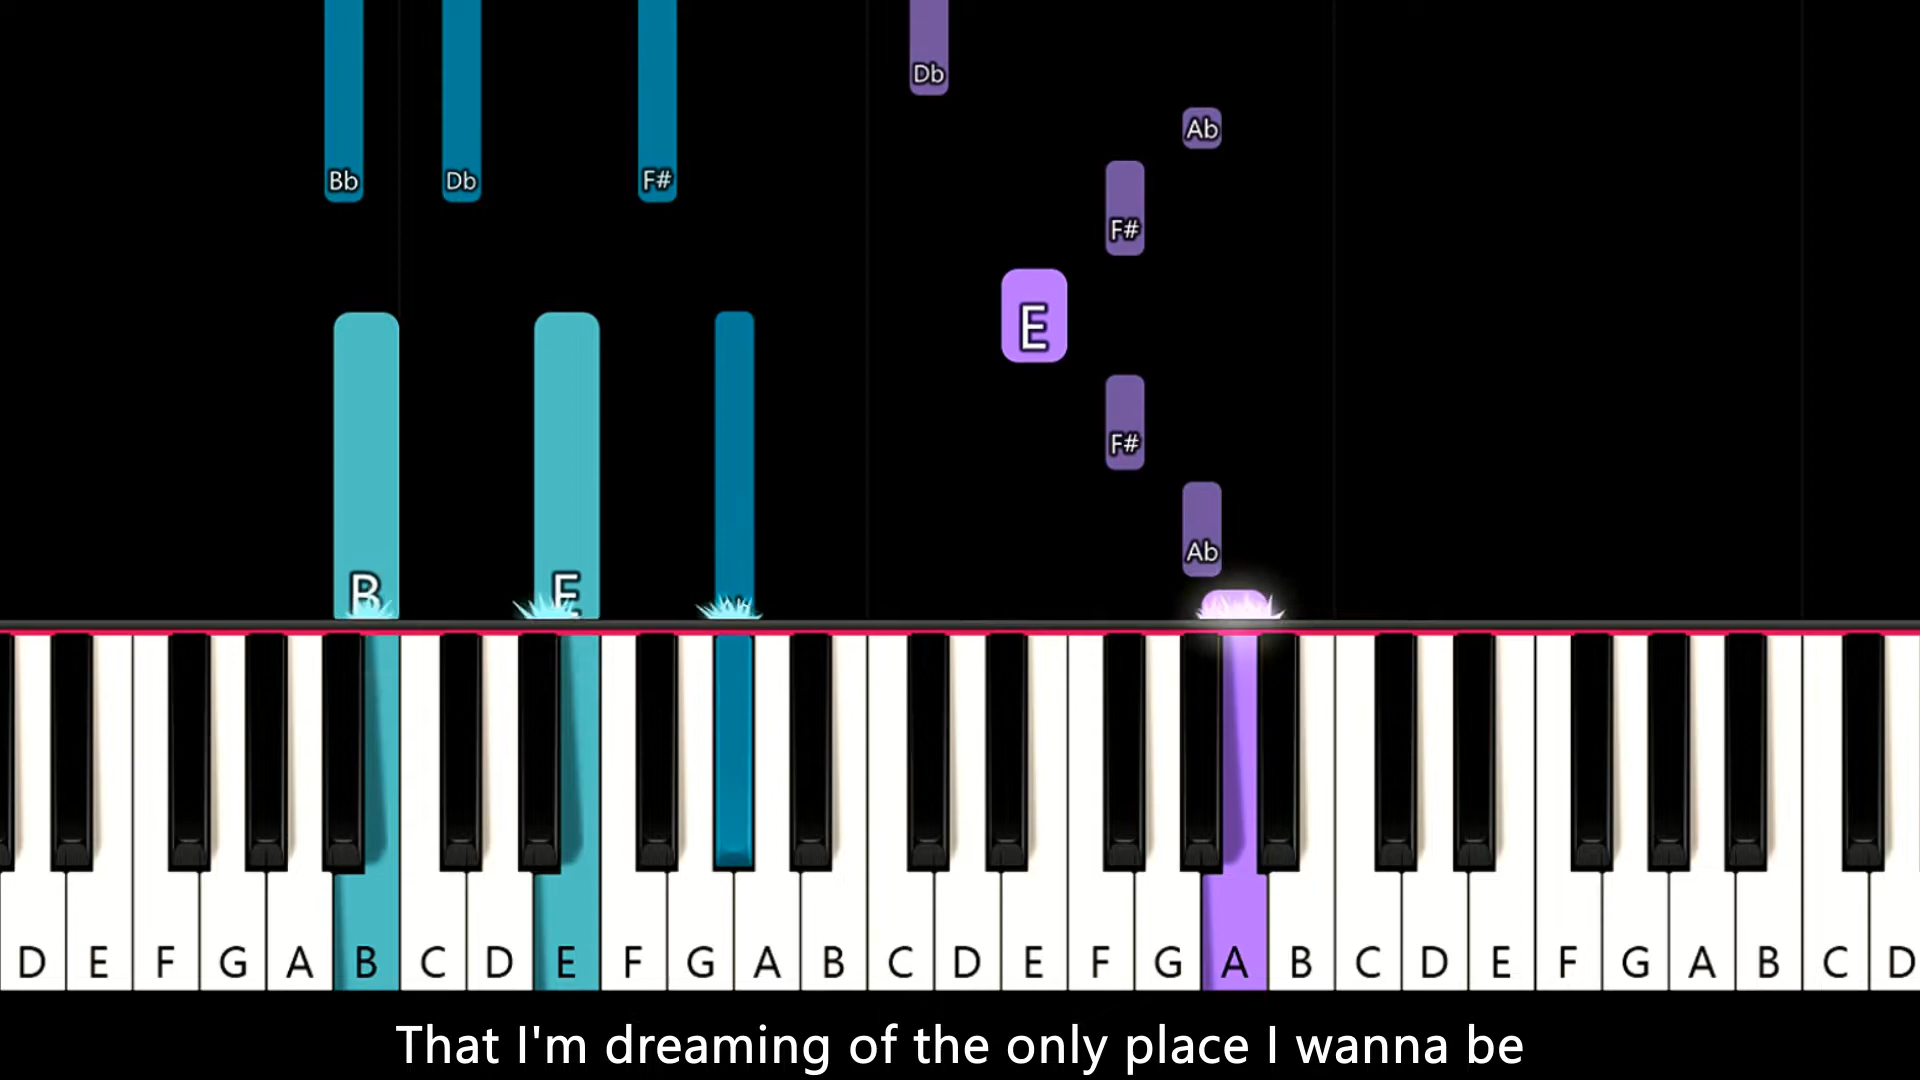 Db
Ab
Bb Db F#
F#
E
F#
Ab
B E
D E F G A B C D E F G A B C D E F G A B C D E F G A B C D
That I'm dreaming of the only place I wanna be